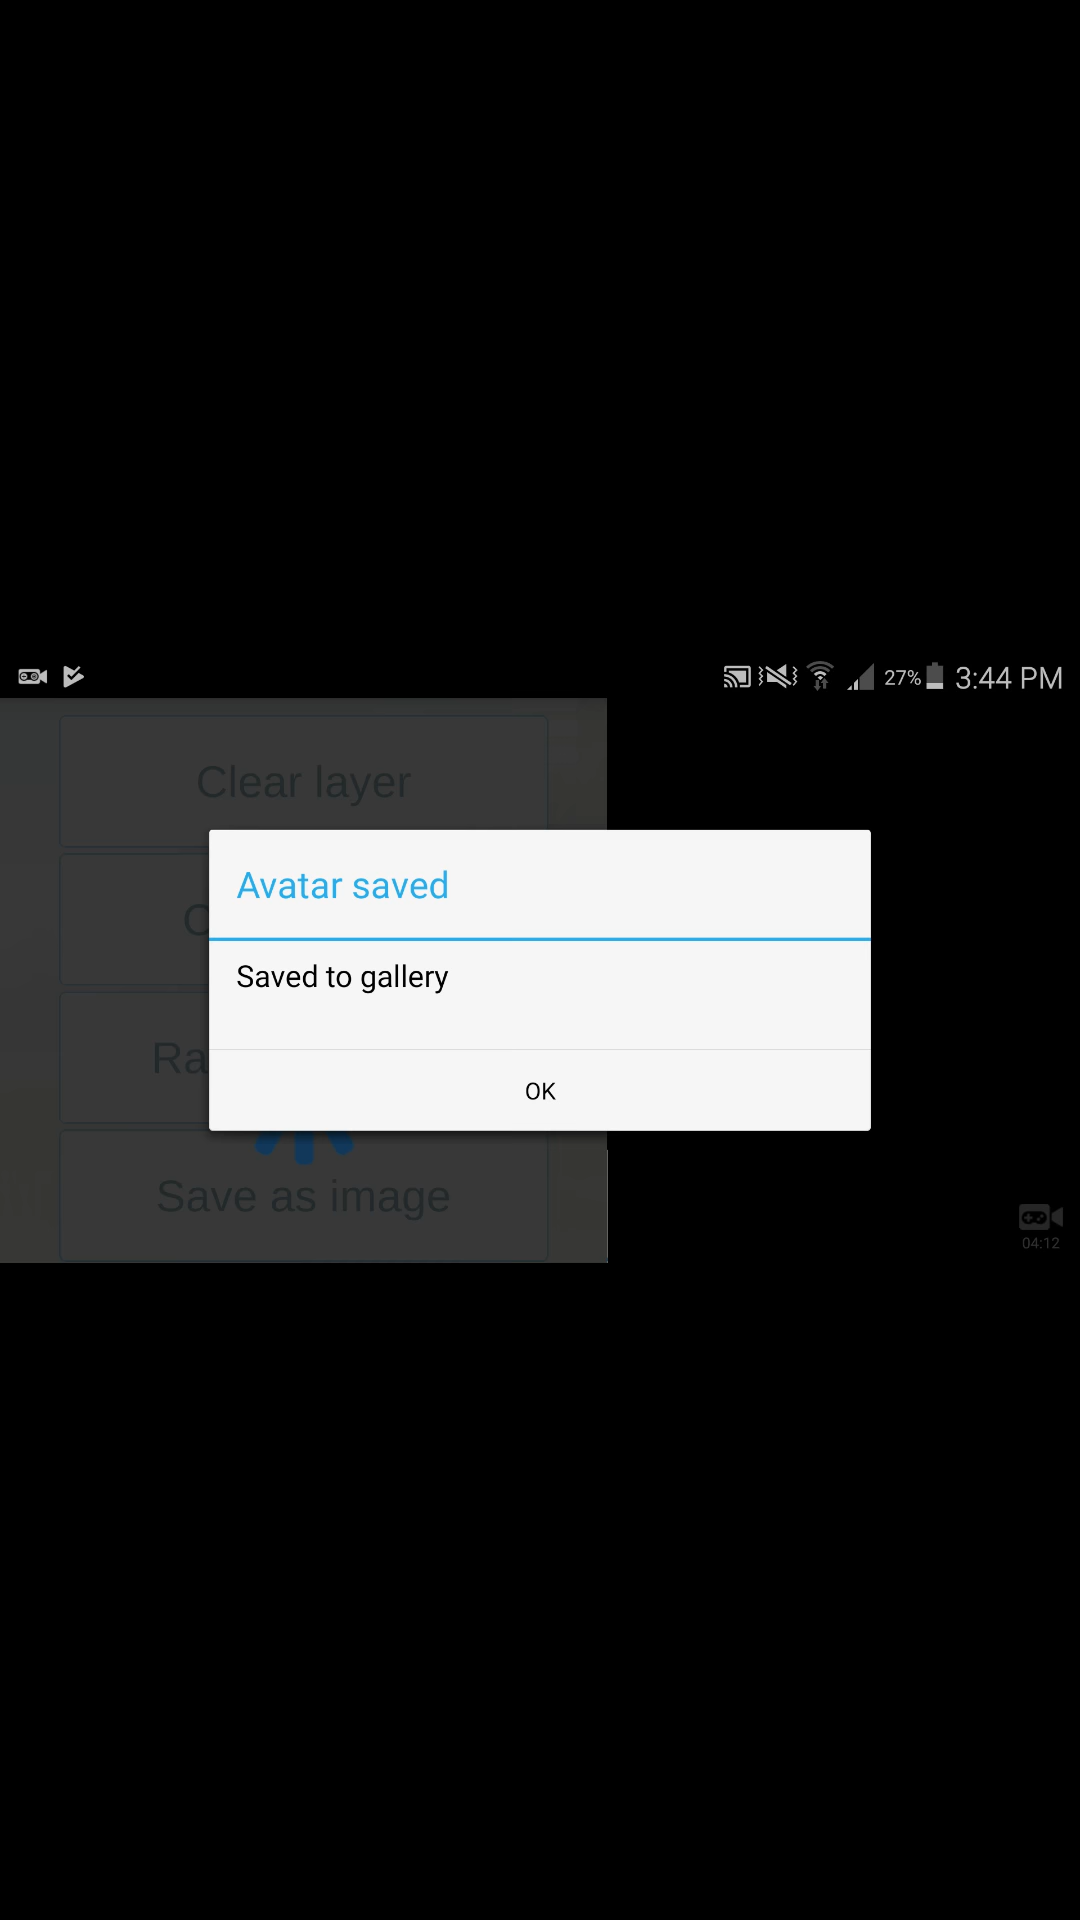 27% 3:44 PM
Clear layer
Avatar saved
Saved to gallery
OK
Save as image
04:12